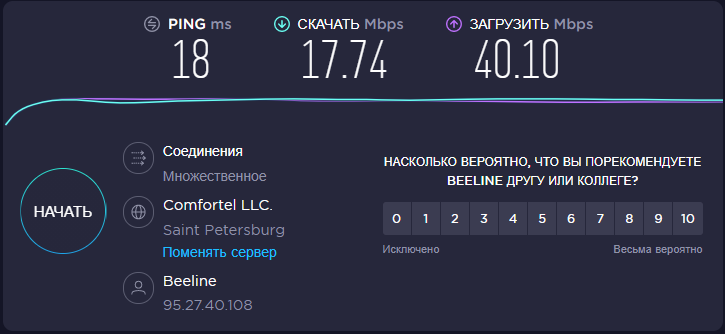 PING ms
СКАЧАТЬ Mbps
ЗАГРУЗИТЬ Mbps
18
17.74
40.10
НАЧАТЬ
Соединения
Множественное
Comfortel LLC.
Saint Petersburg
Поменять сервер
Beeline
95.27.40.108
НАСКОЛЬКО ВЕРОЯТНО, ЧТО ВЫ ПОРЕКОМЕНДУЕТЕ
BEELINE ДРУГУ ИЛИ КОЛЛЕГЕ?
0 1 2 3 4 5 6 7 8 9 10
Исключено
Весьма вероятно